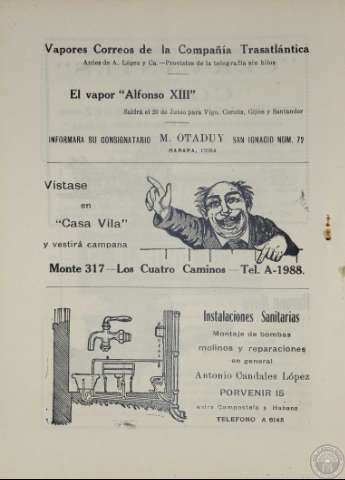 Vapores Correos de la Compañía Trasatlántica
Antes de A. López y Ca.—Provistos de la telegrafía sin hilos
El vapor "Alfonso XIII"
Saldrá el 20 de Junio para Vigo, Coruña, Gijón y Santander
INFORMARA SU CONSIGNATARIO M. OTADUY SAN IGNACIO NUM. 72
HABANA, CUBA
Vistase
en
"Casa Vila"
y vestirá campana
Monte 317—Los Cuatro Caminos—Tel. A-1988.
Instalaciones Sanitarias
Montaje de bombas
molinos y reparaciones
en general
Antonio Candales López
PORVENIR 15
entre Compostela y Habana
TELEFONO A 6145